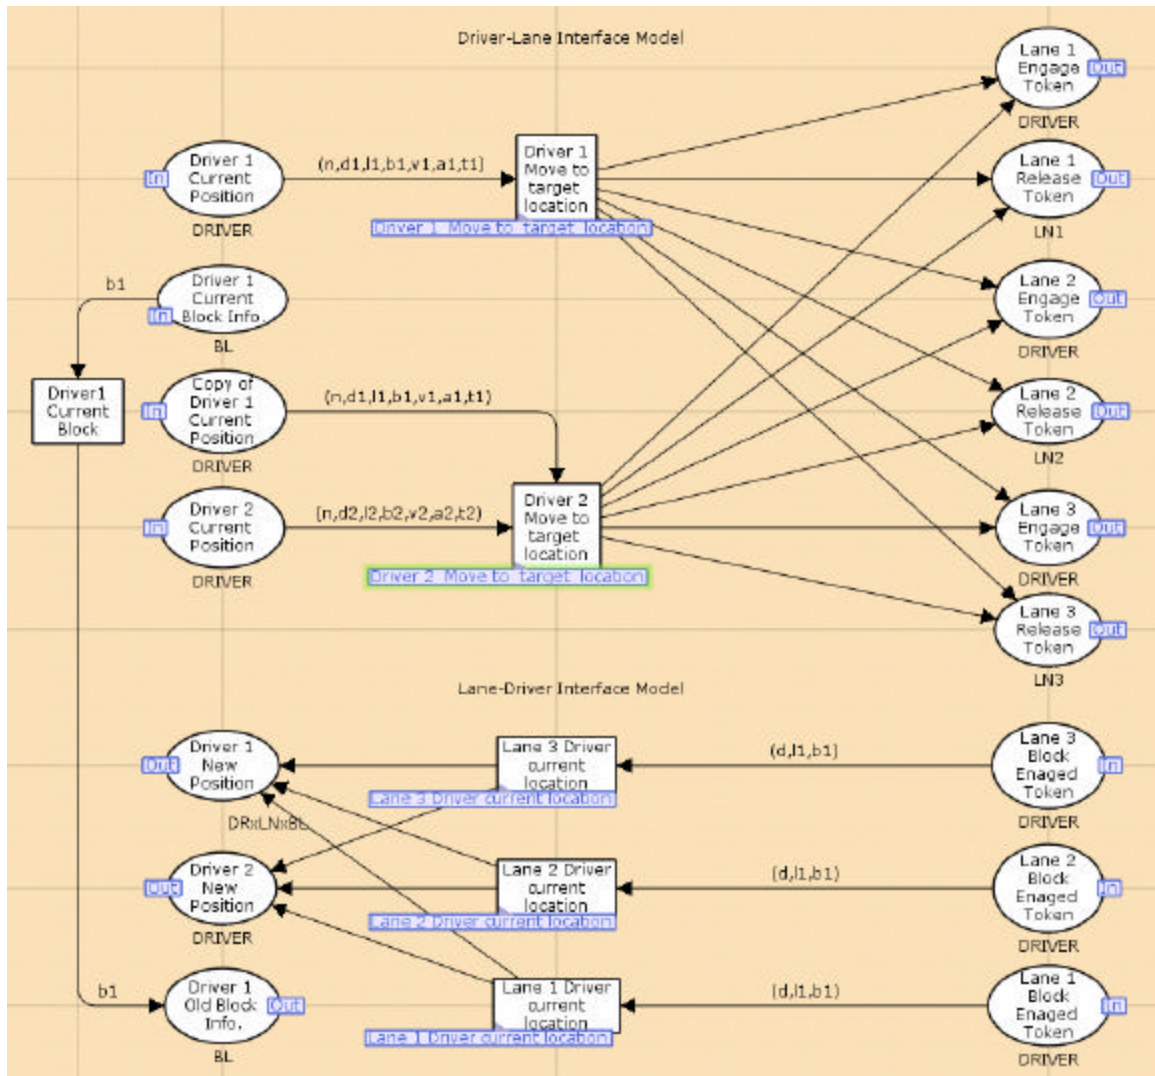 Driver-Lane Interface Model
Lane 1
Engage
Token
Out
DRIVER
Driver 1
Current
Position
In
DRIVER
(n,d1,l1,b1,v1,a1,t1)
Driver 1
Move to
target
location
Driver 1 Move to target location
Lane 1
Release
Token
Out
LN1
b1
Driver 1
Current
Block Info.
In
BL
Lane 2
Engage
Token
Out
DRIVER
Driver1
Current
Block
Copy of
Driver 1
Current
Position
In
DRIVER
(n,d1,l1,b1,v1,a1,t1)
Lane 2
Release
Token
Out
LN2
Driver 2
Current
Position
In
DRIVER
(n,d2,l2,b2,v2,a2,t2)
Driver 2
Move to
target
location
Driver 2 Move to target location
Lane 3
Engage
Token
Out
DRIVER
Lane 3
Release
Token
Out
LN3
Lane-Driver Interface Model
Driver 1
New
Position
Out
DRxLNxBL
Lane 3 Driver
current
location
Lane 3 Driver current location
(d,l1,b1)
Lane 3
Block
Enaged
Token
In
DRIVER
Driver 2
New
Position
Out
DRIVER
Lane 2 Driver
current
location
Lane 2 Driver current location
(d,l1,b1)
Lane 2
Block
Enaged
Token
In
DRIVER
b1
Driver 1
Old Block
Info.
Out
BL
Lane 1 Driver
current
location
Lane 1 Driver current location
(d,l1,b1)
Lane 1
Block
Enaged
Token
In
DRIVER